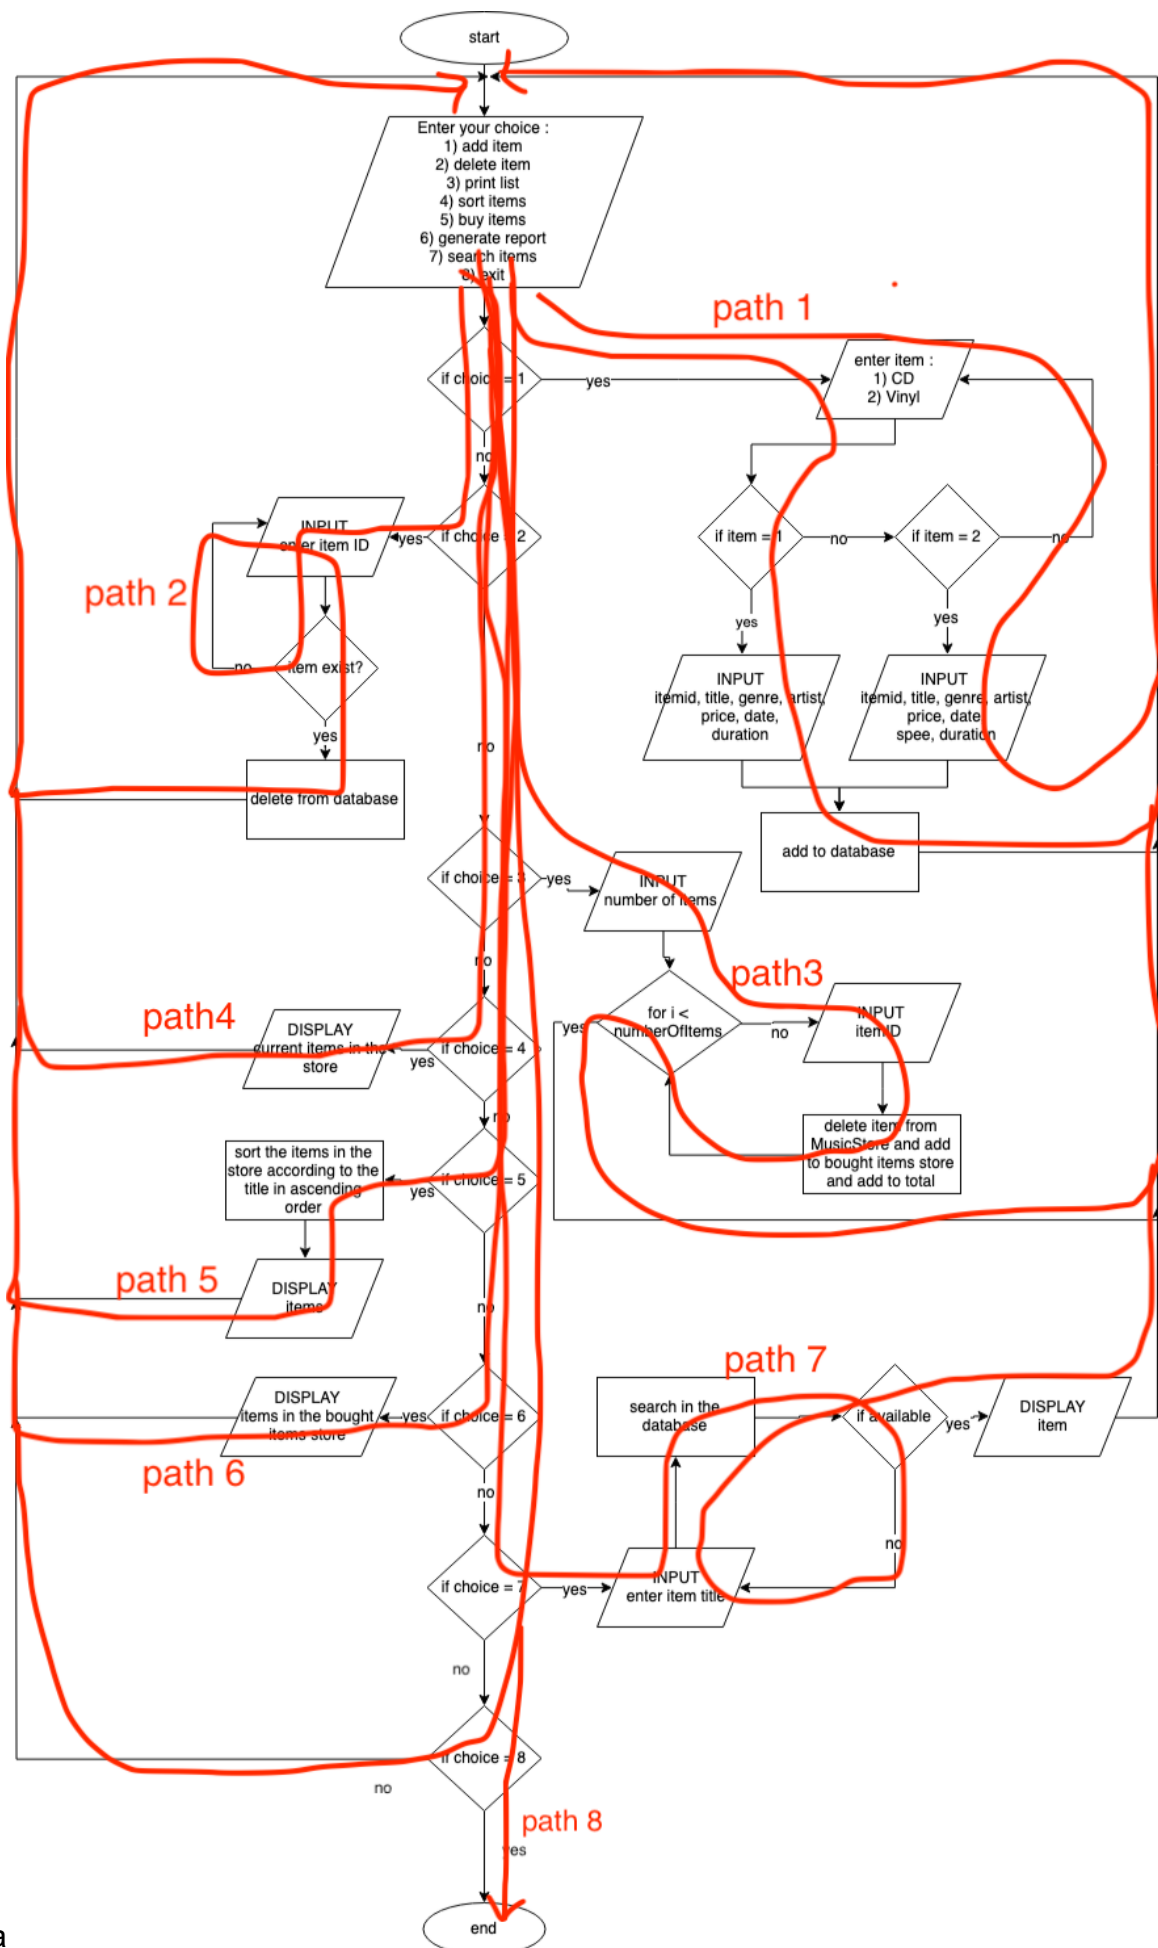 start
Enter your choice :
1) add item
2) delete item
3) print list
4) sort items
5) buy items
6) generate report
7) search items
8) exit
path 1
enter item :
1) CD
2) Vinyl
if choice = 1
yes
no
INPUT
enter item ID
yes
if choice = 2
if item = 1
no
if item = 2
no
path 2
yes
yes
no
item exist?
INPUT
itemid, title, genre, artist,
price, date,
duration
INPUT
itemid, title, genre, artist,
price, date
spee, duration
yes
no
delete from database
add to database
if choice = 3
yes
INPUT
number of items
no
path3
path4
DISPLAY
current items in the
store
yes
if choice = 4
yes
for i <
numberOfItems
no
INPUT
itemID
no
delete item from
MusicStore and add
to bought items store
and add to total
sort the items in the
store according to the
title in ascending
order
yes
if choice = 5
path 5
DISPLAY
items
no
path 7
DISPLAY
items in the bought
items store
yes
if choice = 6
search in the
database
if available
yes
DISPLAY
item
path 6
no
no
if choice = 7
yes
INPUT
enter item title
no
if choice = 8
no
path 8
yes
end
a